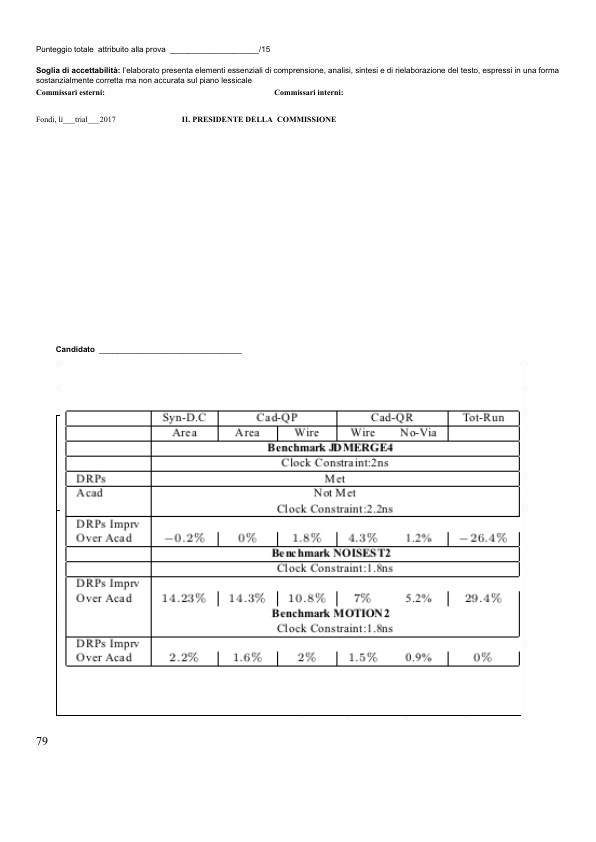 Punteggio totale attribuito alla prova _____________________/15
Soglia di accettabilità: l'elaborato presenta elementi essenziali di comprensione, analisi, sintesi e di rielaborazione del testo, espressi in una forma
sostanzialmente corretta ma non accurata sul piano lessicale
Commissari esterni: Commissari interni:
Fondi, lì___trial___2017 IL PRESIDENTE DELLA COMMISSIONE
Candidato ________________________________
Syn-D.C Cad-QP Cad-QR Tot-Run
Area Area Wire Wire No-Via
Benchmark JDMERGE4
Clock Constraint:2ns
DRPs Met
Acad Not Met
Clock Constraint:2.2ns
DRPs Imprv
Over Acad −0.2% 0% 1.8% 4.3% 1.2% −26.4%
Benchmark NOISEST2
Clock Constraint:1.8ns
DRPs Imprv
Over Acad 14.23% 14.3% 10.8% 7% 5.2% 29.4%
Benchmark MOTION2
Clock Constraint:1.8ns
DRPs Imprv
Over Acad 2.2% 1.6% 2% 1.5% 0.9% 0%
79